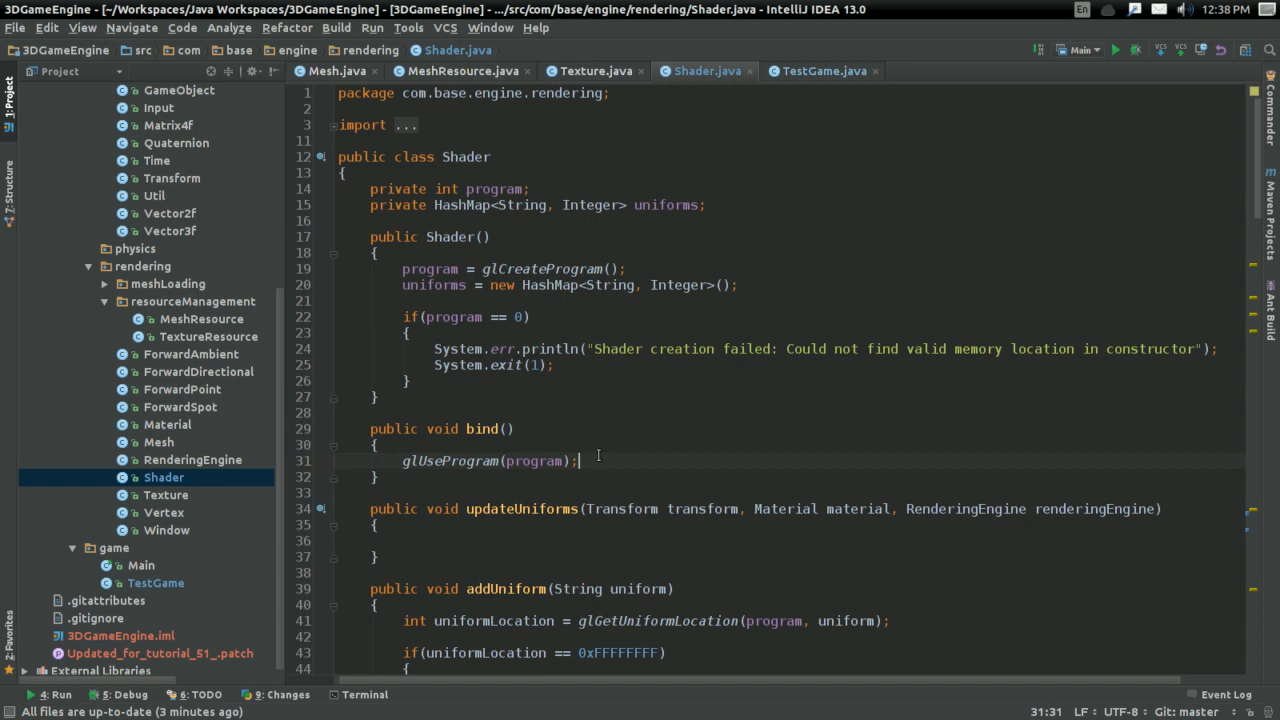 3DGameEngine - [~/Workspaces/Java Workspaces/3DGameEngine] - [3DGameEngine] - .../src/com/base/engine/rendering/Shader.java - IntelliJ IDEA 13.0
En
12:38 PM
File Edit View Navigate Code Analyze Refactor Build Run Tools VCS Window Help
3DGameEngine src com base engine rendering Shader.java
Main
VCS VCS
Project
Mesh.java MeshResource.java Texture.java Shader.java TestGame.java
1: Project
7: Structure
2: Favorites
GameObject
Input
Matrix4f
Quaternion
Time
Transform
Util
Vector2f
Vector3f
physics
rendering
meshLoading
resourceManagement
MeshResource
TextureResource
ForwardAmbient
ForwardDirectional
ForwardPoint
ForwardSpot
Material
Mesh
RenderingEngine
Shader
Texture
Vertex
Window
game
Main
TestGame
.gitattributes
.gitignore
3DGameEngine.iml
Updated_for_tutorial_51_.patch
External Libraries
1 package com.base.engine.rendering;
2
3 import ...
11
12 public class Shader
13 {
14 private int program;
15 private HashMap<String, Integer> uniforms;
16
17 public Shader()
18 {
19 program = glCreateProgram();
20 uniforms = new HashMap<String, Integer>();
21
22 if(program == 0)
23 {
24 System.err.println("Shader creation failed: Could not find valid memory location in constructor");
25 System.exit(1);
26 }
27 }
28
29 public void bind()
30 {
31 glUseProgram(program);
32 }
33
34 public void updateUniforms(Transform transform, Material material, RenderingEngine renderingEngine)
35 {
36
37 }
38
39 public void addUniform(String uniform)
40 {
41 int uniformLocation = glGetUniformLocation(program, uniform);
42
43 if(uniformLocation == 0xFFFFFFFF)
44 {
Commander
Maven Projects
Ant Build
4: Run 5: Debug 6: TODO 9: Changes Terminal Event Log
All files are up-to-date (3 minutes ago) 31:31 LF UTF-8 Git: master